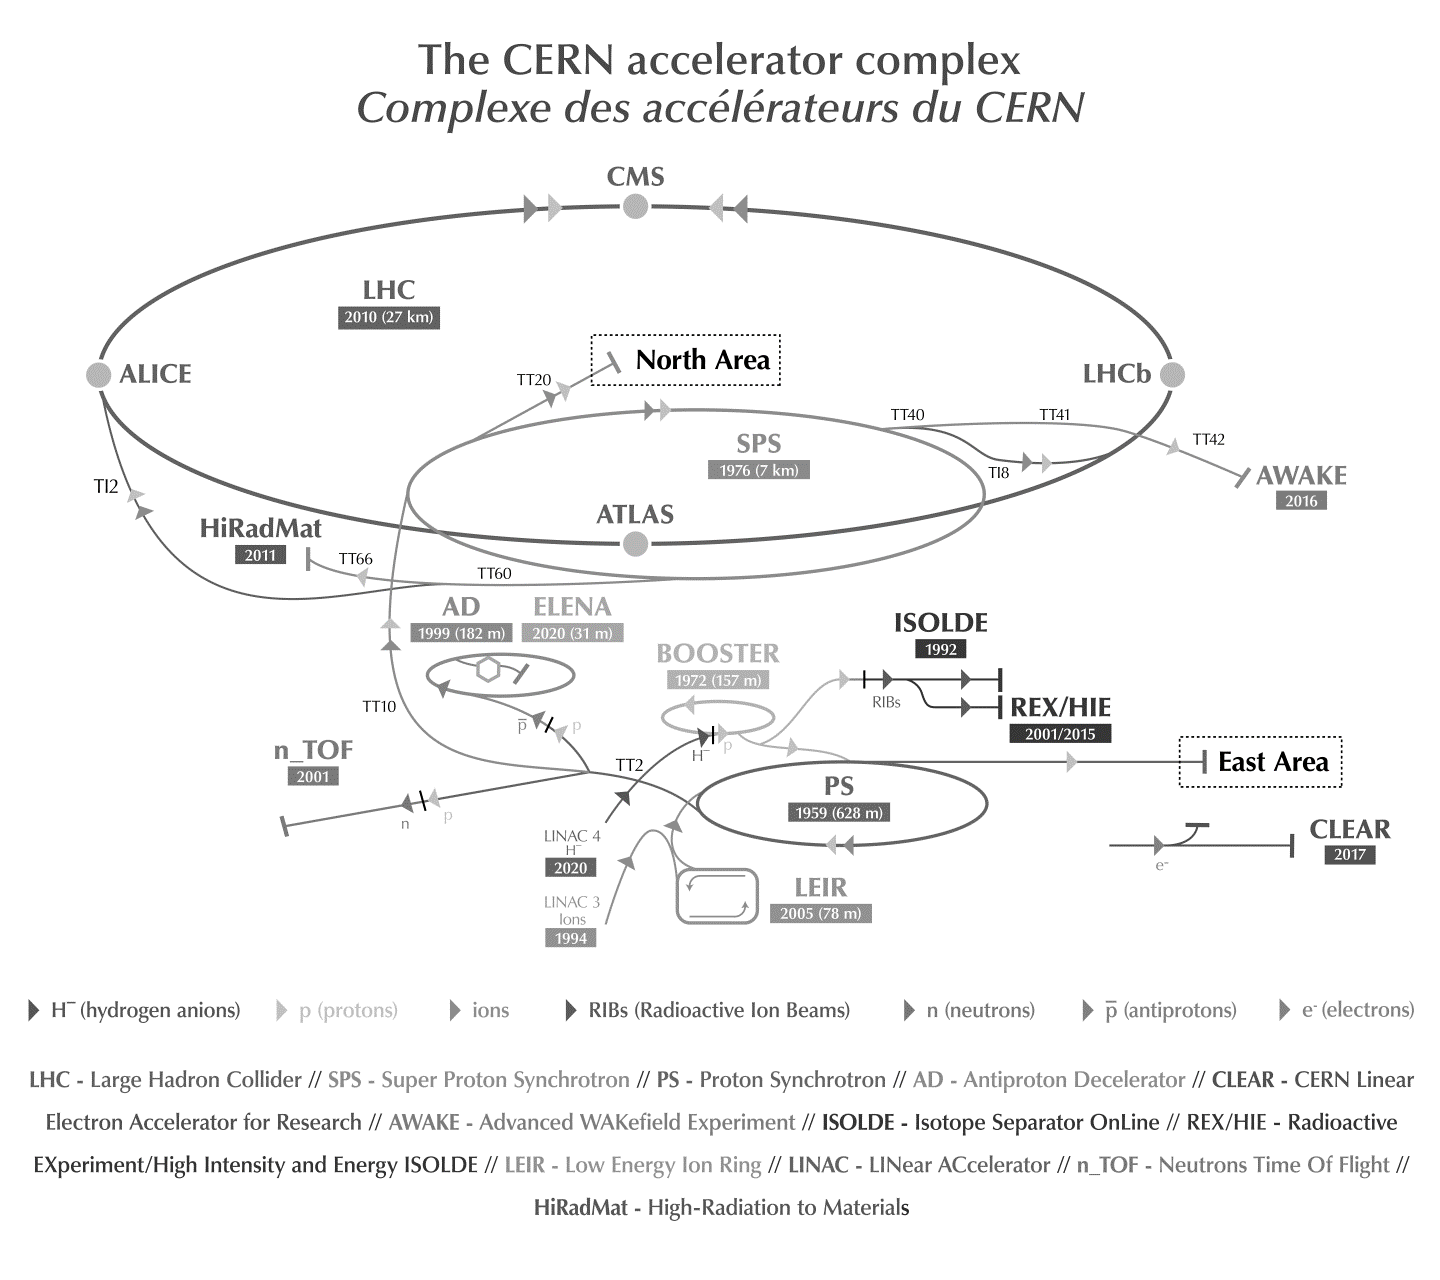 The CERN accelerator complex
Complexe des accélérateurs du CERN
CMS
LHC
2010 (27 km)
North Area
TT20
ALICE
LHCb
TT40
TT41
TT42
SPS
1976 (7 km)
TI8
AWAKE
2016
TI2
ATLAS
HiRadMat
2011
TT66
TT60
AD
1999 (182 m)
ELENA
2020 (31 m)
ISOLDE
1992
BOOSTER
1972 (157 m)
RIBs
REX/HIE
2001/2015
TT10
p̅
p
H⁻
p
n_TOF
2001
TT2
East Area
PS
1959 (628 m)
n
p
LINAC 4
H⁻
2020
CLEAR
2017
e-
LEIR
2005 (78 m)
LINAC 3
Ions
1994
H⁻ (hydrogen anions)
p (protons)
ions
RIBs (Radioactive Ion Beams)
n (neutrons)
p̅ (antiprotons)
e- (electrons)
LHC - Large Hadron Collider // SPS - Super Proton Synchrotron // PS - Proton Synchrotron // AD - Antiproton Decelerator // CLEAR - CERN Linear
Electron Accelerator for Research // AWAKE - Advanced WAKefield Experiment // ISOLDE - Isotope Separator OnLine // REX/HIE - Radioactive
EXperiment/High Intensity and Energy ISOLDE // LEIR - Low Energy Ion Ring // LINAC - LINear ACcelerator // n_TOF - Neutrons Time Of Flight //
HiRadMat - High-Radiation to Materials